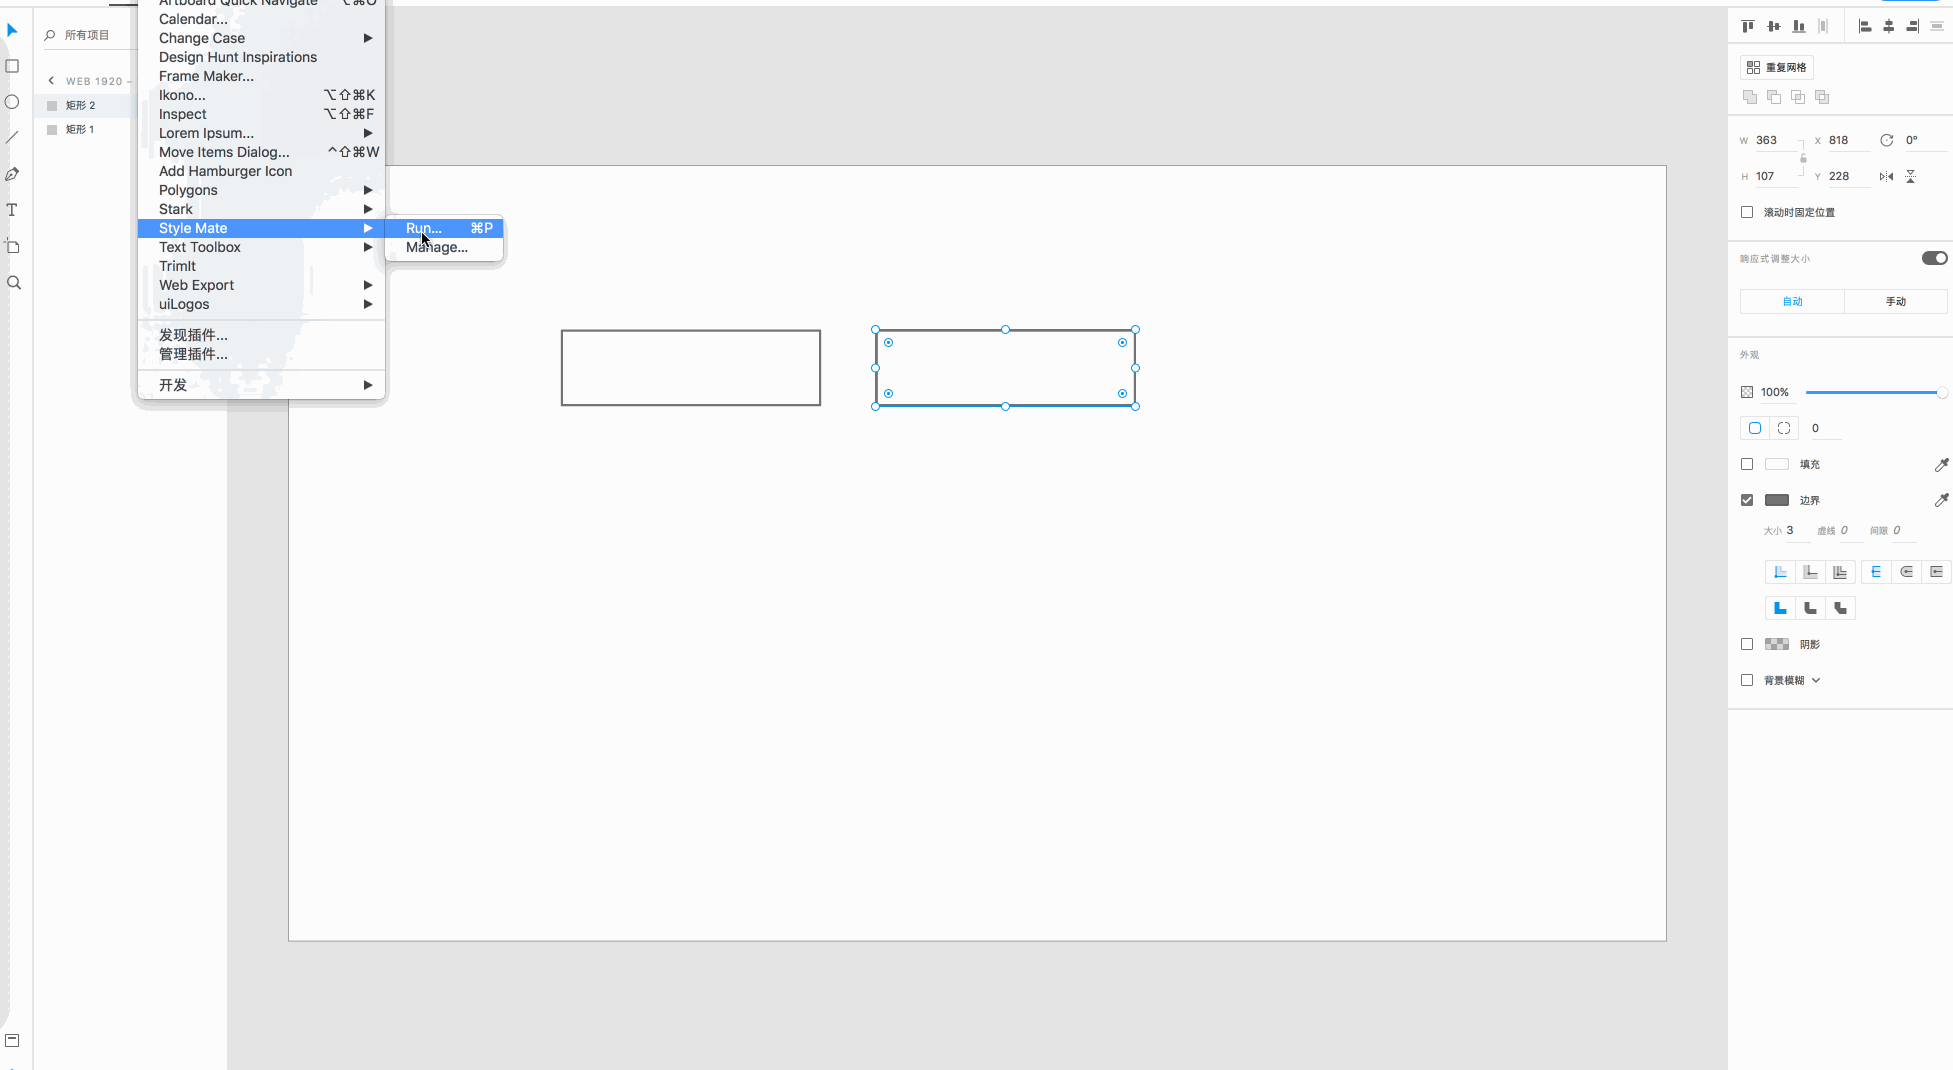 Artboard Quick Navigate ⌥⌘O
Calendar...
Change Case
Design Hunt Inspirations
Frame Maker...
Ikono... ⌥⇧⌘K
Inspect ⌥⇧⌘F
Lorem Ipsum...
Move Items Dialog... ^⇧⌘W
Add Hamburger Icon
Polygons
Stark
Style Mate
Text Toolbox
TrimIt
Web Export
uiLogos
发现插件...
管理插件...
开发
Run... ⌘P
Manage...
所有项目
WEB 1920 –
矩形 2
矩形 1
T
重复网格
W 363 X 818 0°
H 107 Y 228
滚动时固定位置
响应式调整大小
自动 手动
外观
100%
0
填充
边界
大小 3 虚线 0 间隙 0
阴影
背景模糊